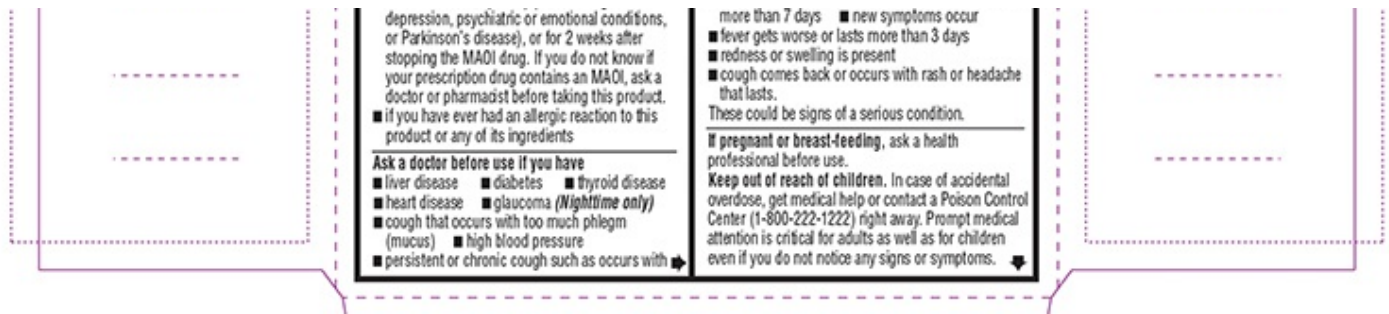 depression, psychiatric or emotional conditions,
or Parkinson's disease), or for 2 weeks after
stopping the MAOI drug. If you do not know if
your prescription drug contains an MAOI, ask a
doctor or pharmacist before taking this product.
■ if you have ever had an allergic reaction to this
product or any of its ingredients
Ask a doctor before use if you have
■ liver disease ■ diabetes ■ thyroid disease
■ heart disease ■ glaucoma (Nighttime only)
■ cough that occurs with too much phlegm
(mucus) ■ high blood pressure
■ persistent or chronic cough such as occurs with
more than 7 days ■ new symptoms occur
■ fever gets worse or lasts more than 3 days
■ redness or swelling is present
■ cough comes back or occurs with rash or headache
that lasts.
These could be signs of a serious condition.
If pregnant or breast-feeding, ask a health
professional before use.
Keep out of reach of children. In case of accidental
overdose, get medical help or contact a Poison Control
Center (1-800-222-1222) right away. Prompt medical
attention is critical for adults as well as for children
even if you do not notice any signs or symptoms.